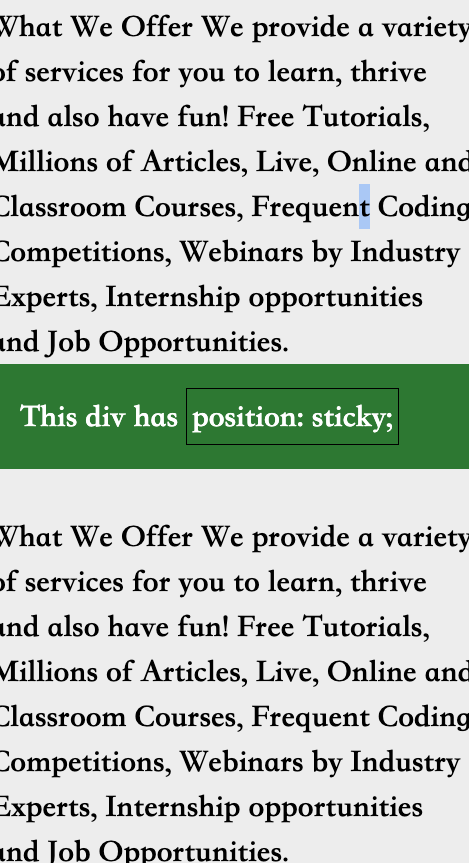 What We Offer We provide a variety
of services for you to learn, thrive
and also have fun! Free Tutorials,
Millions of Articles, Live, Online and
Classroom Courses, Frequent Coding
Competitions, Webinars by Industry
Experts, Internship opportunities
and Job Opportunities.
This div has position: sticky;
What We Offer We provide a variety
of services for you to learn, thrive
and also have fun! Free Tutorials,
Millions of Articles, Live, Online and
Classroom Courses, Frequent Coding
Competitions, Webinars by Industry
Experts, Internship opportunities
and Job Opportunities.